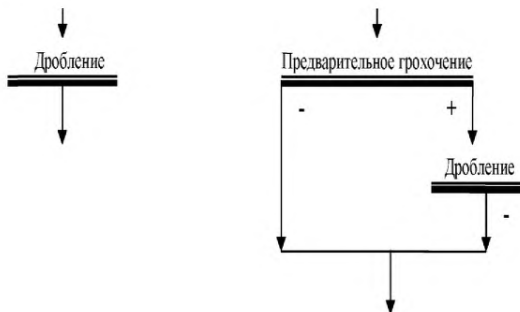 Дробление
Предварительное грохочение
- +
Дробление
-